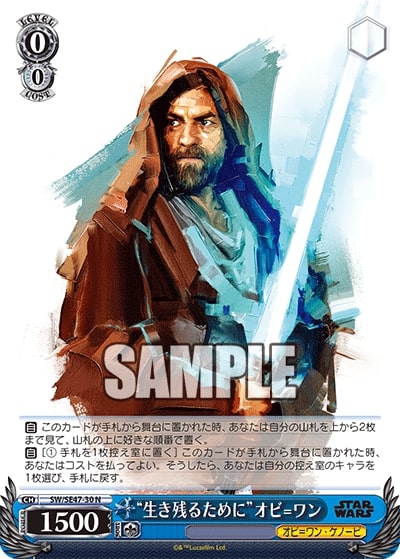 LEVEL
0
0
COST
SAMPLE
自 このカードが手札から舞台に置かれた時、あなたは自分の山札を上から2枚
まで見て、山札の上に好きな順番で置く。
自 [(1) 手札を1枚控え室に置く] このカードが手札から舞台に置かれた時、
あなたはコストを払ってよい。そうしたら、あなたは自分の控え室のキャラを
1枚選び、手札に戻す。
CH SW/SE47-30 N
POWER 1500
“生き残るために”オビ=ワン
STAR WARS
オビ=ワン・ケノービ
©&™Lucasfilm Ltd.